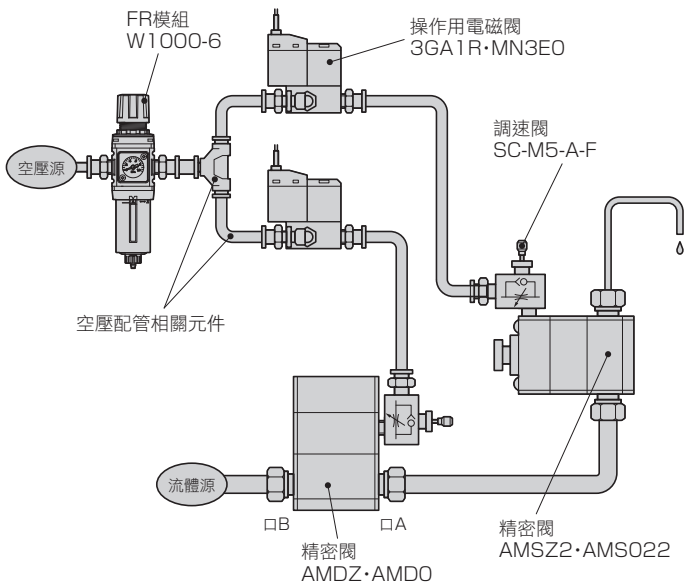 FR模組
W1000-6
操作用電磁閥
3GA1R･MN3E0
調速閥
SC-M5-A-F
空壓源
空壓配管相關元件
流體源
口B
口A
精密閥
AMDZ･AMD0
精密閥
AMSZ2･AMS022